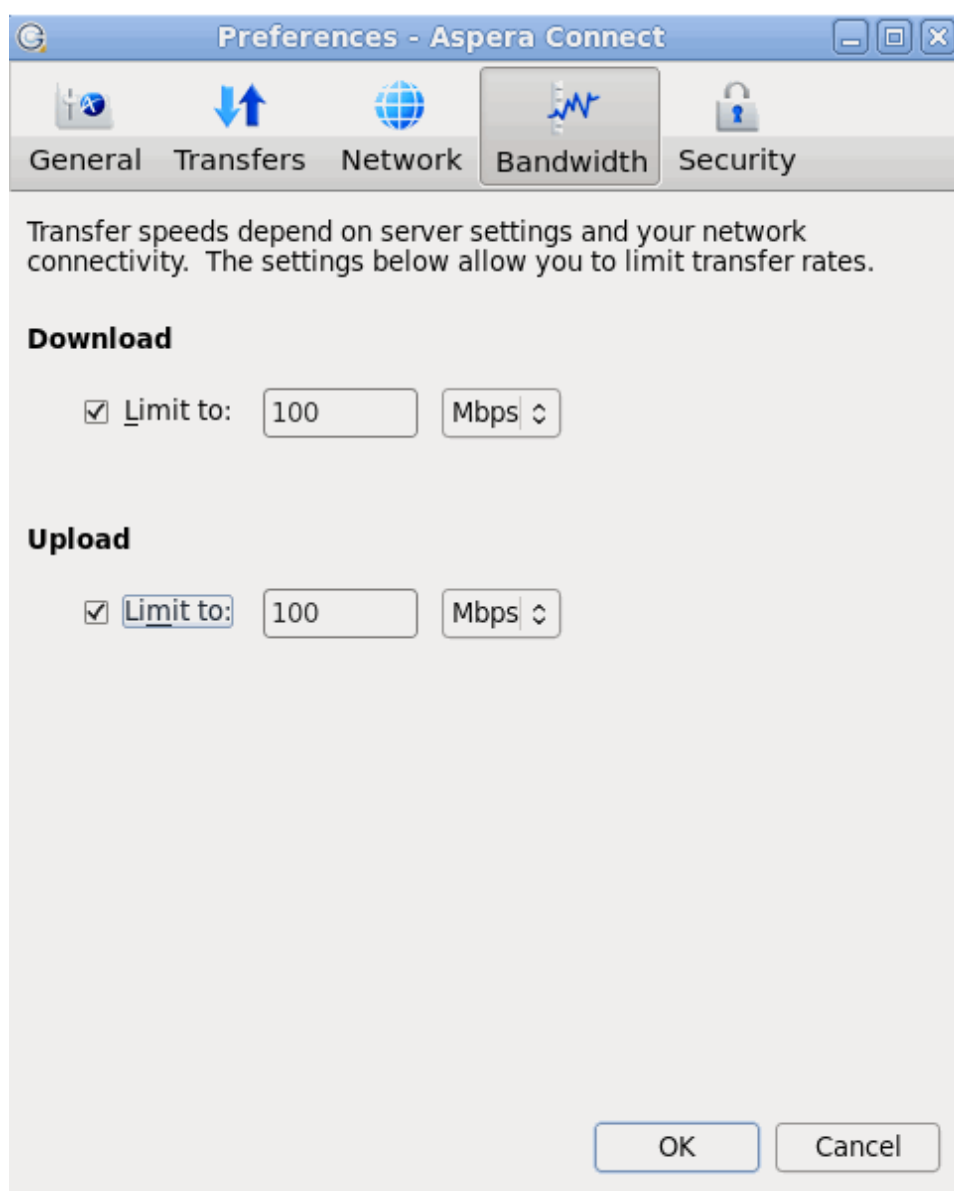 Preferences - Aspera Connect
General Transfers Network Bandwidth Security
Transfer speeds depend on server settings and your network
connectivity.  The settings below allow you to limit transfer rates.
Download
Limit to: 100 Mbps
Upload
Limit to: 100 Mbps
OK Cancel